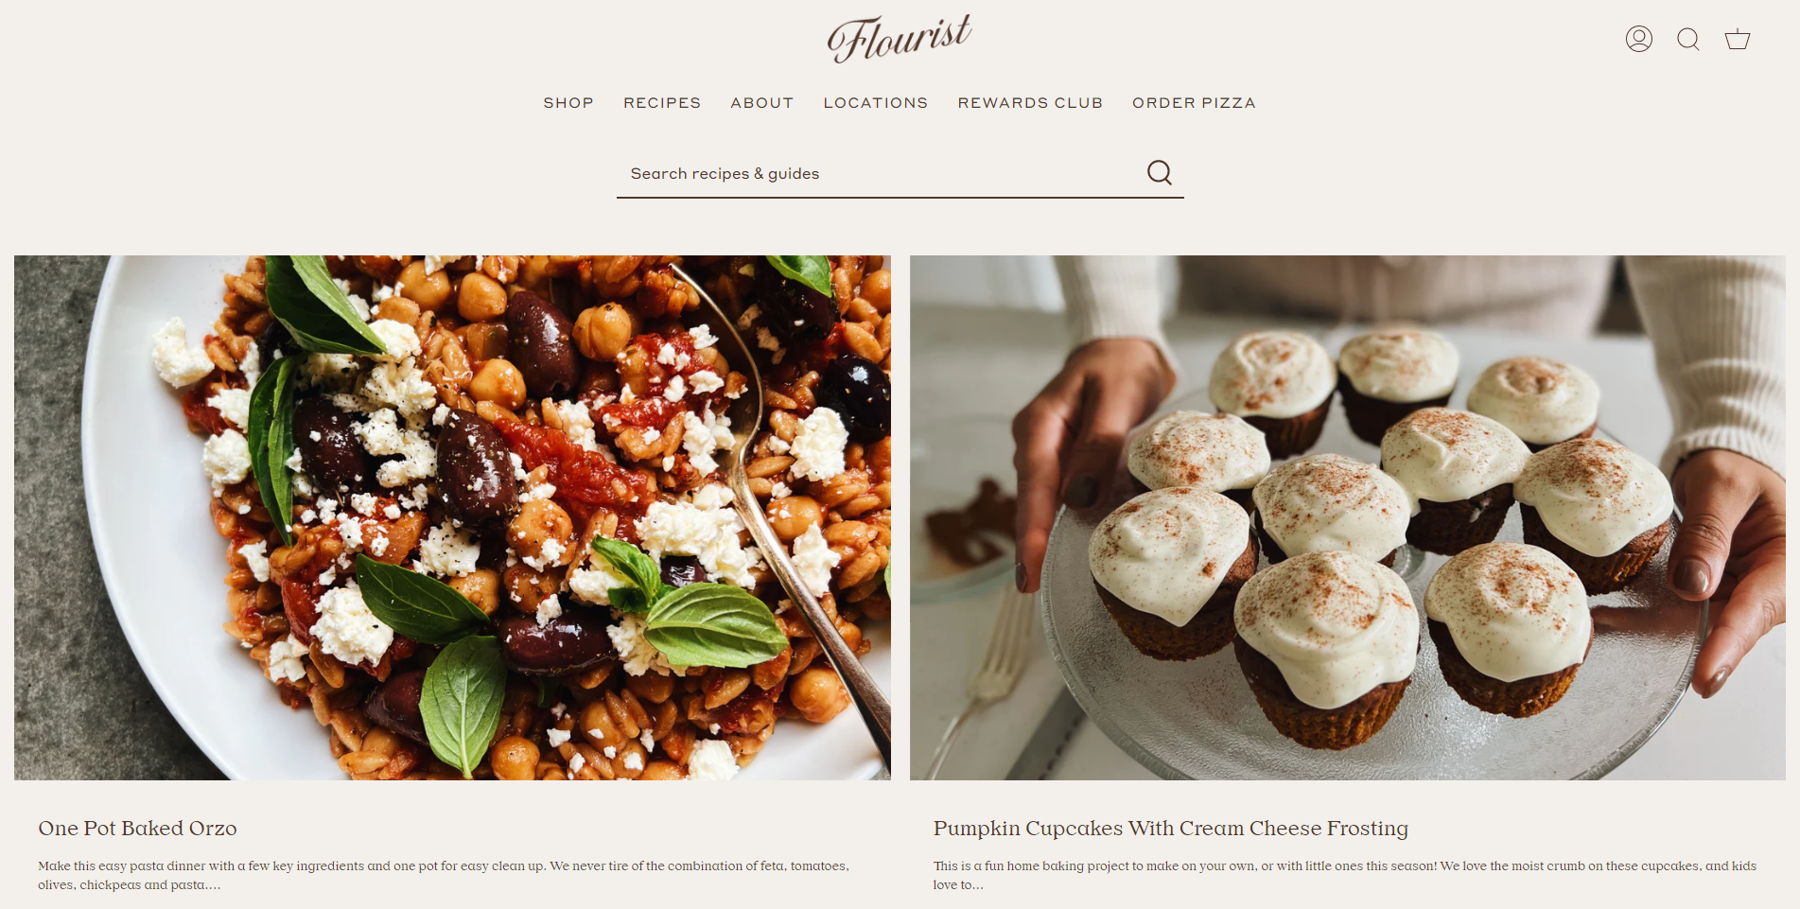 Flourist
SHOP RECIPES ABOUT LOCATIONS REWARDS CLUB ORDER PIZZA
Search recipes & guides
One Pot Baked Orzo
Make this easy pasta dinner with a few key ingredients and one pot for easy clean up. We never tire of the combination of feta, tomatoes,
olives, chickpeas and pasta....
Pumpkin Cupcakes With Cream Cheese Frosting
This is a fun home baking project to make on your own, or with little ones this season! We love the moist crumb on these cupcakes, and kids
love to...